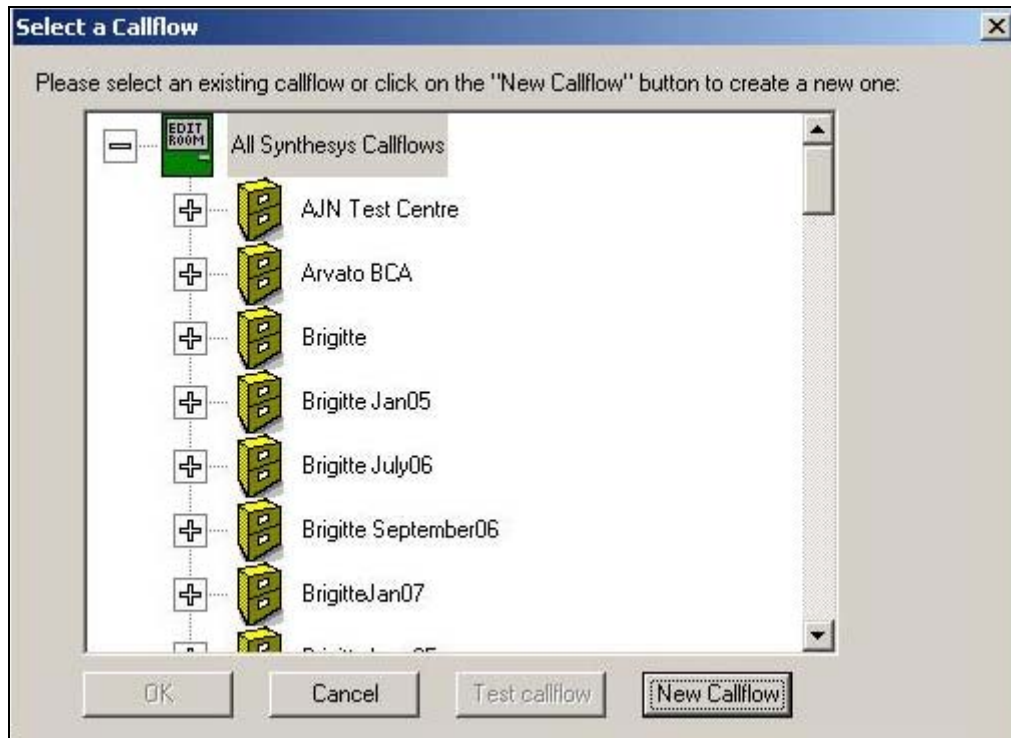 Select a Callflow
Please select an existing callflow or click on the "New Callflow" button to create a new one:
EDIT
ROOM
All Synthesys Callflows
AJN Test Centre
Arvato BCA
Brigitte
Brigitte Jan05
Brigitte July06
Brigitte September06
BrigitteJan07
OK
Cancel
Test callflow
New Callflow